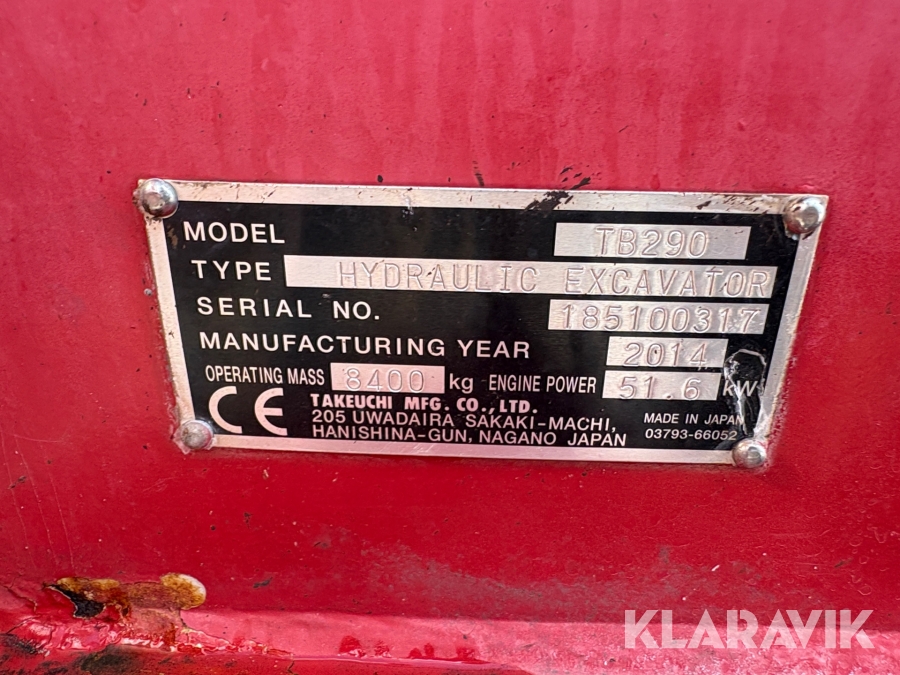 MODEL TB290
TYPE HYDRAULIC EXCAVATOR
SERIAL NO. 185100317
MANUFACTURING YEAR 2014
OPERATING MASS 8400 kg ENGINE POWER 51.6 kW
CE TAKEUCHI MFG. CO., LTD.
205 UWADAIRA SAKAKI-MACHI,
HANISHINA-GUN, NAGANO JAPAN
MADE IN JAPAN
03793-66052
KLARAVIK